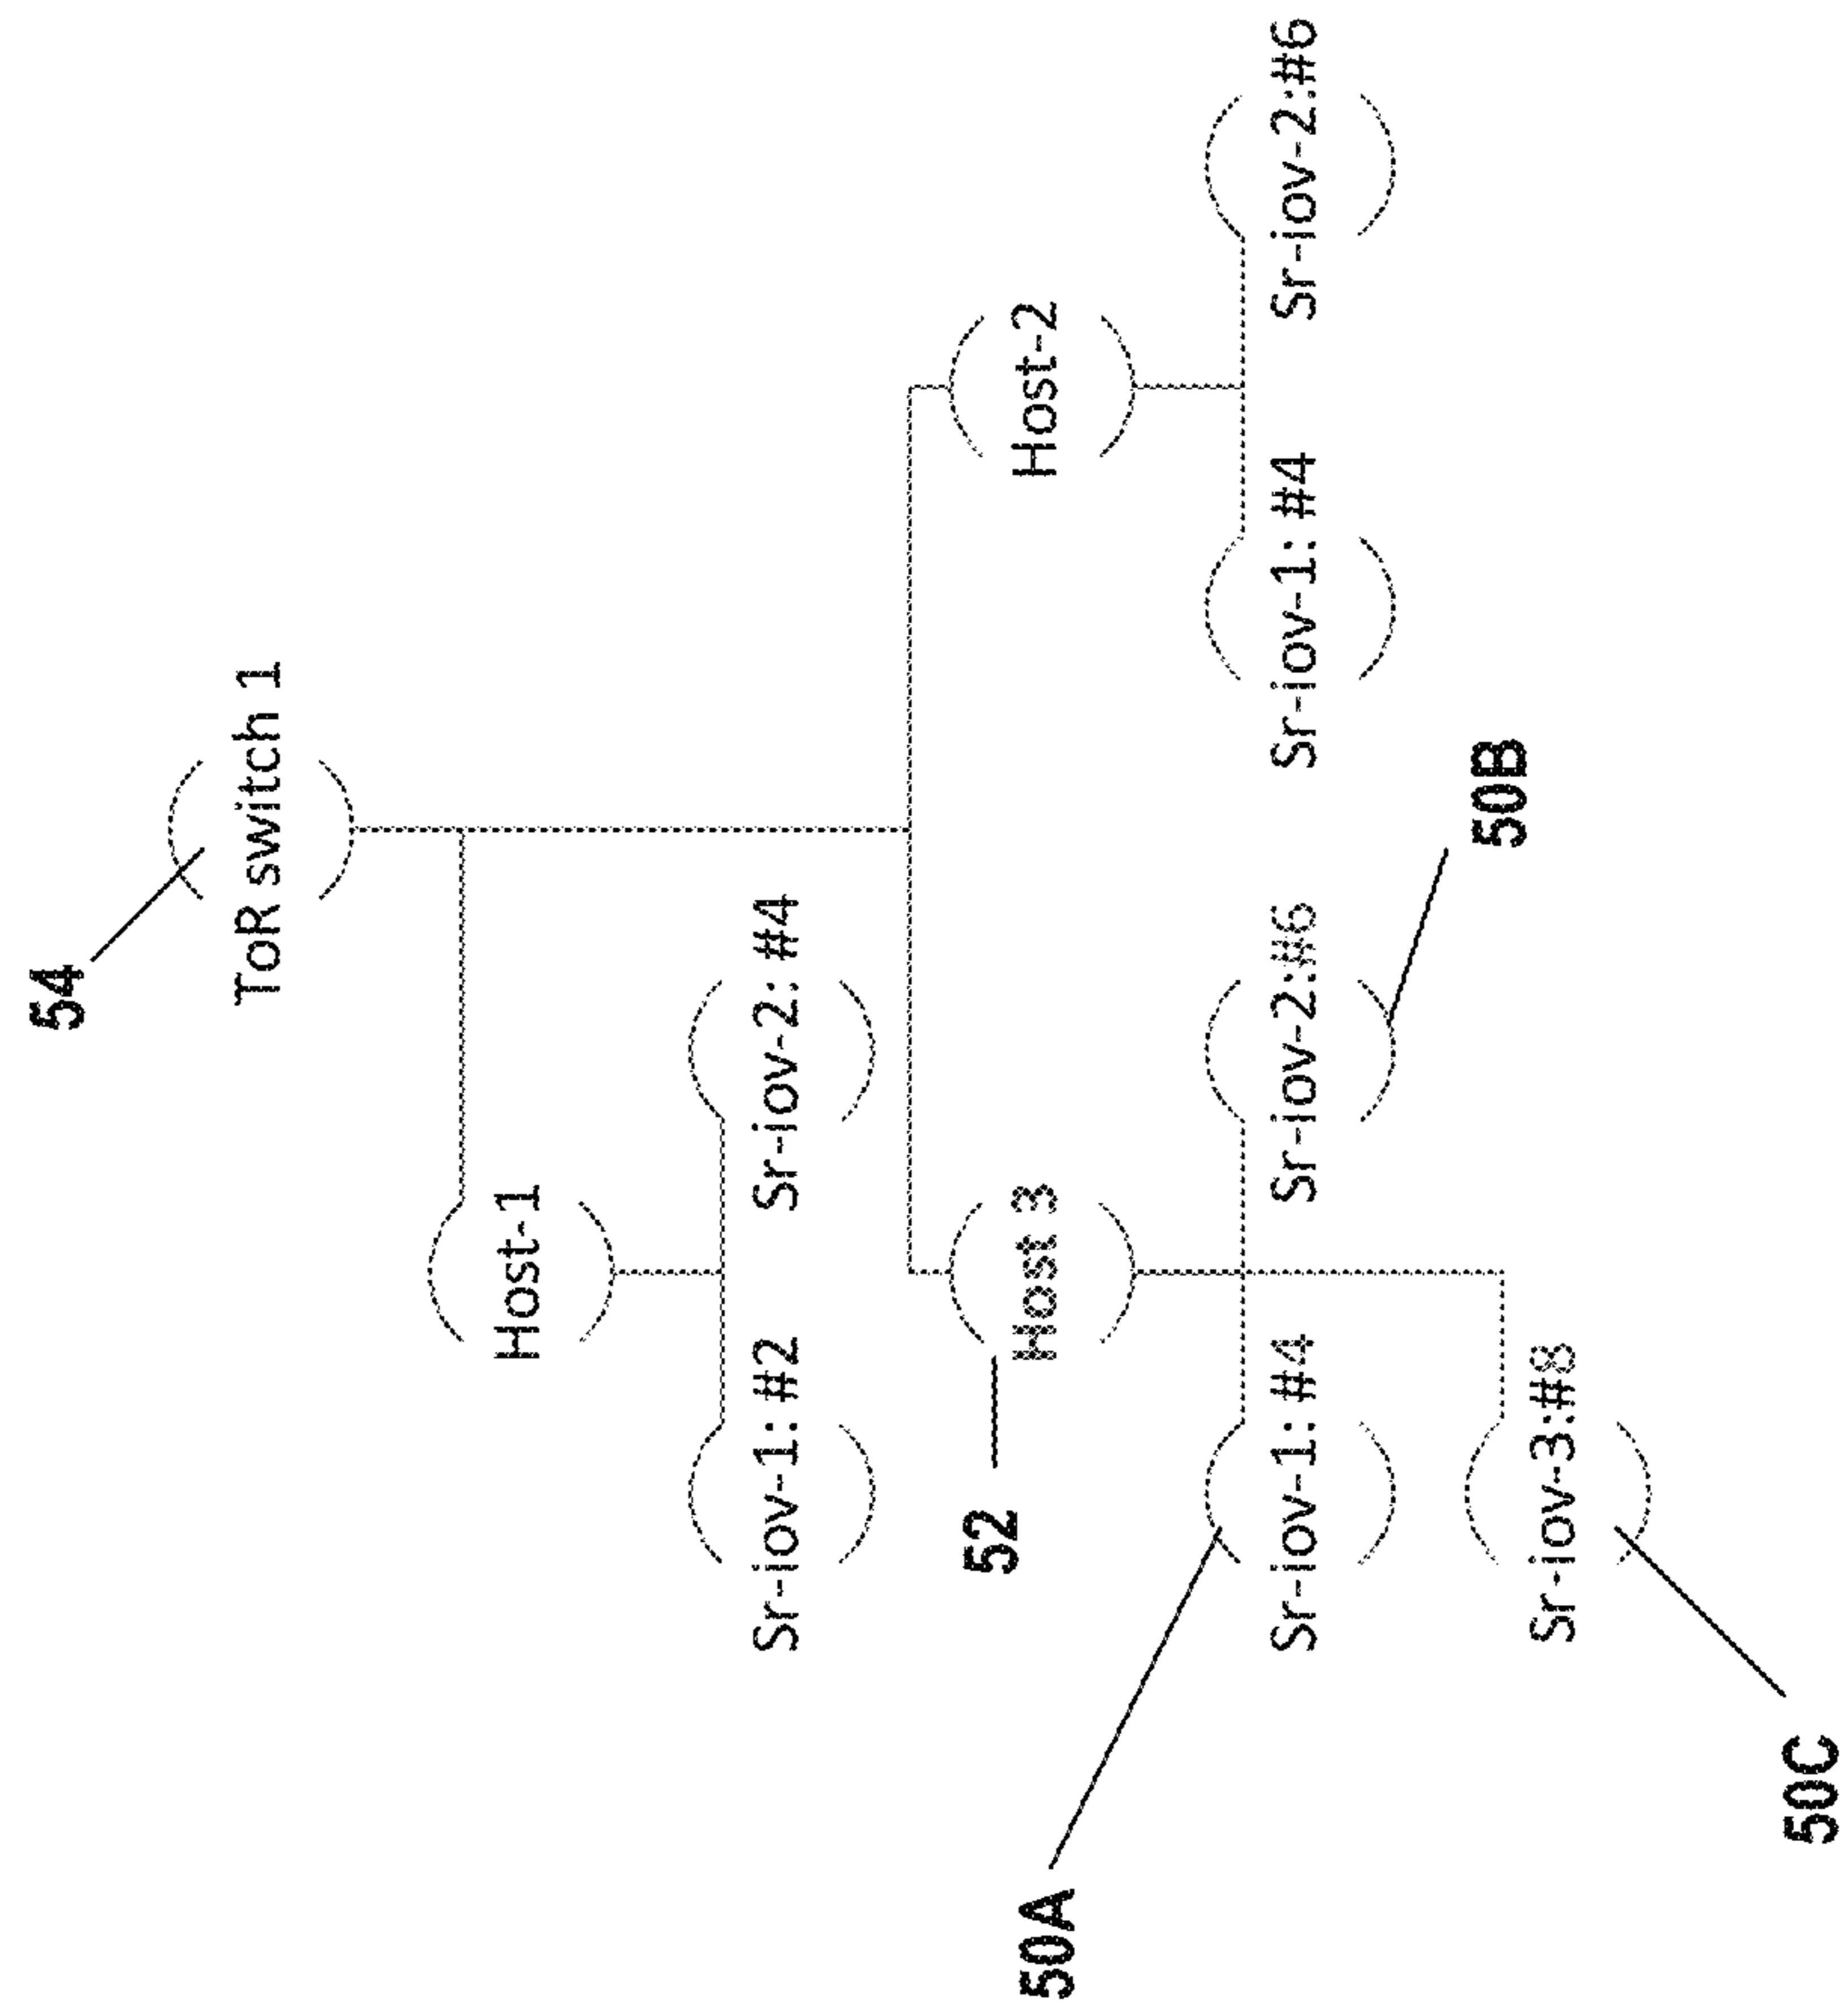 54
ToR switch 1
Host-1
Sr-iov-1: #2
Sr-iov-2: #4
52
Host 3
Host-2
50A
Sr-iov-1: #4
Sr-iov-2:#6
Sr-iov-1: #4
Sr-iov-2:#6
50B
Sr-iov-3:#8
50C